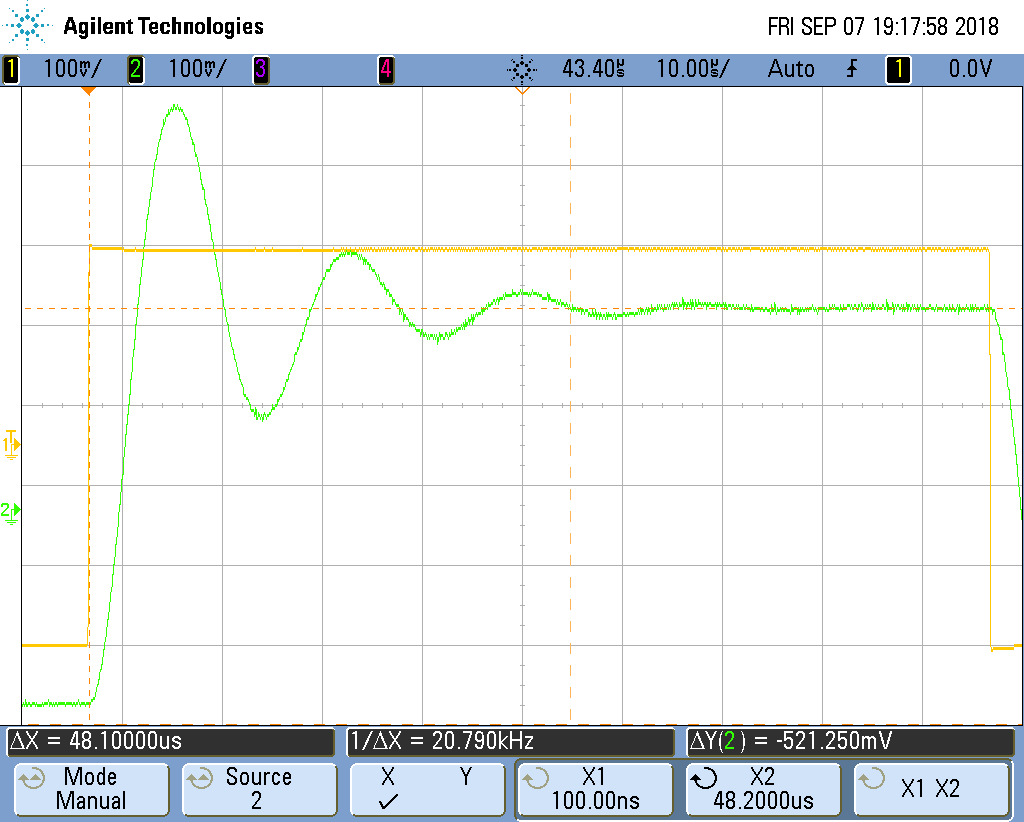 Agilent Technologies
FRI SEP 07 19:17:58 2018
1 100mV/ 2 100mV/ 3 4 43.40µs 10.00µs/ Auto 1 0.0V
T
1
2
ΔX = 48.10000us 1/ΔX = 20.790kHz ΔY(2) = -521.250mV
Mode
Manual
Source
2
X Y
✓
X1
100.00ns
X2
48.2000us
X1 X2